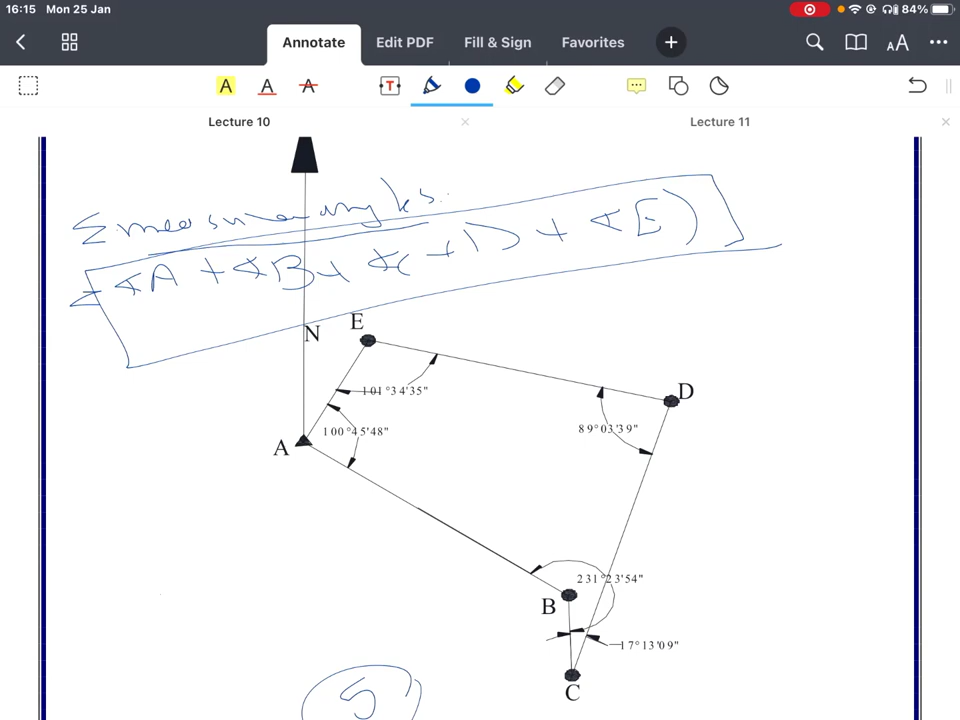 16:15 Mon 25 Jan 84%
Annotate Edit PDF Fill & Sign Favorites
A A A T AA
Lecture 10 Lecture 11
Σ angles.
= ∢A + ∢B + ∢C + D + ∢E)
N
E
101°34'35"
D
100°45'48"
89°03'39"
A
231°23'54"
B
17°13'09"
C
5